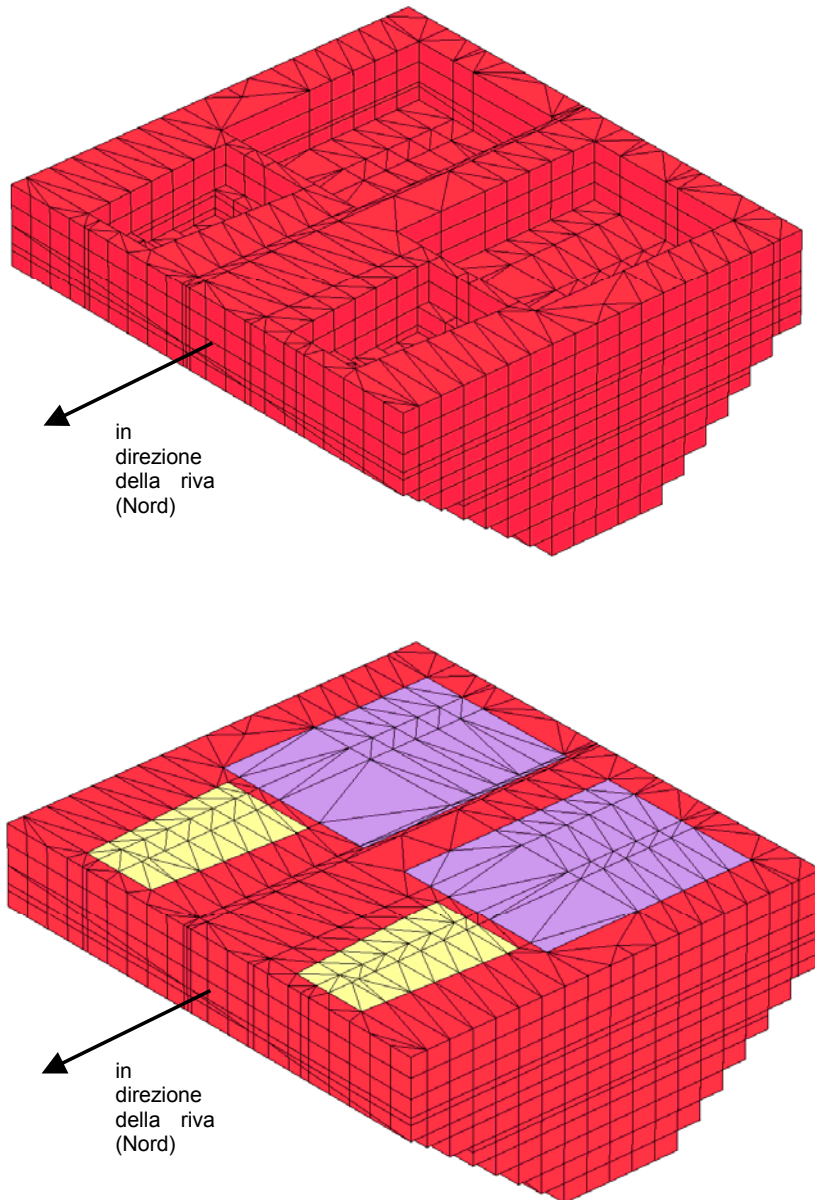 in
direzione
della riva
(Nord)
in
direzione
della riva
(Nord)